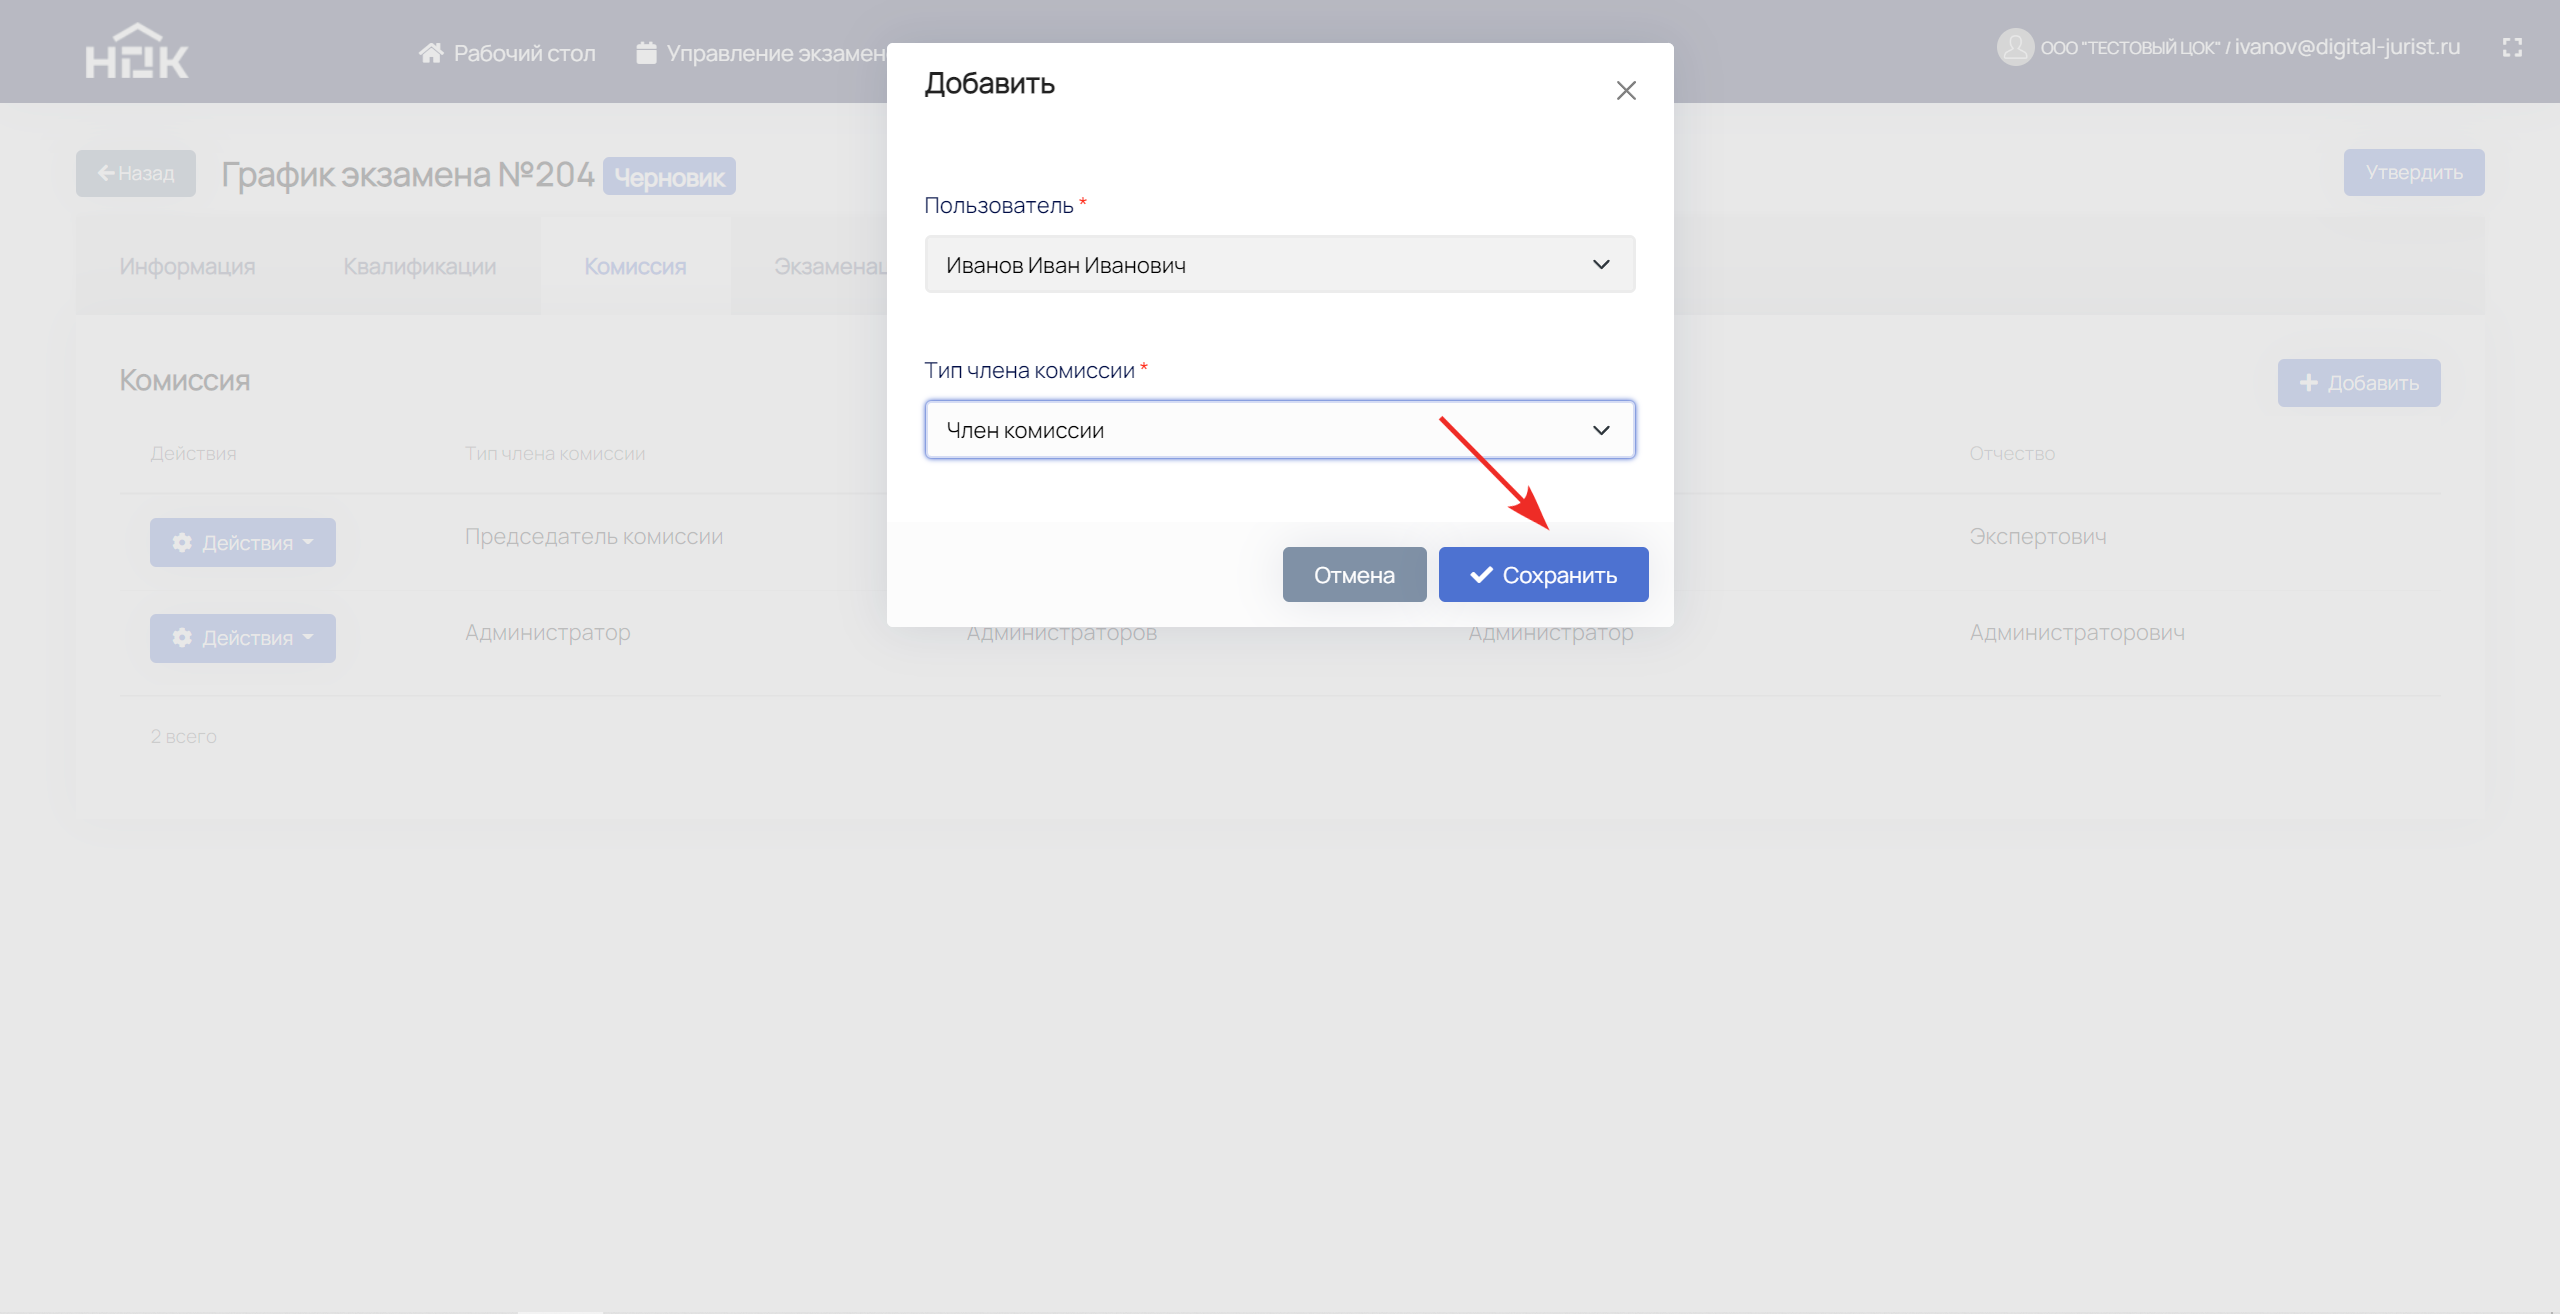 НОК
Рабочий стол
Управление экзамен
ООО "ТЕСТОВЫЙ ЦОК" / ivanov@digital-jurist.ru
Добавить
Назад
График экзамена №204
Черновик
Утвердить
Пользователь *
Иванов Иван Иванович
Информация
Квалификации
Комиссия
Экзаменац
Тип члена комиссии *
Член комиссии
Комиссия
Добавить
Действия
Тип члена комиссии
Отчество
Действия
Председатель комиссии
Экспертович
Отмена
Сохранить
Действия
Администратор
Администраторов
Администратор
Администраторович
2 всего